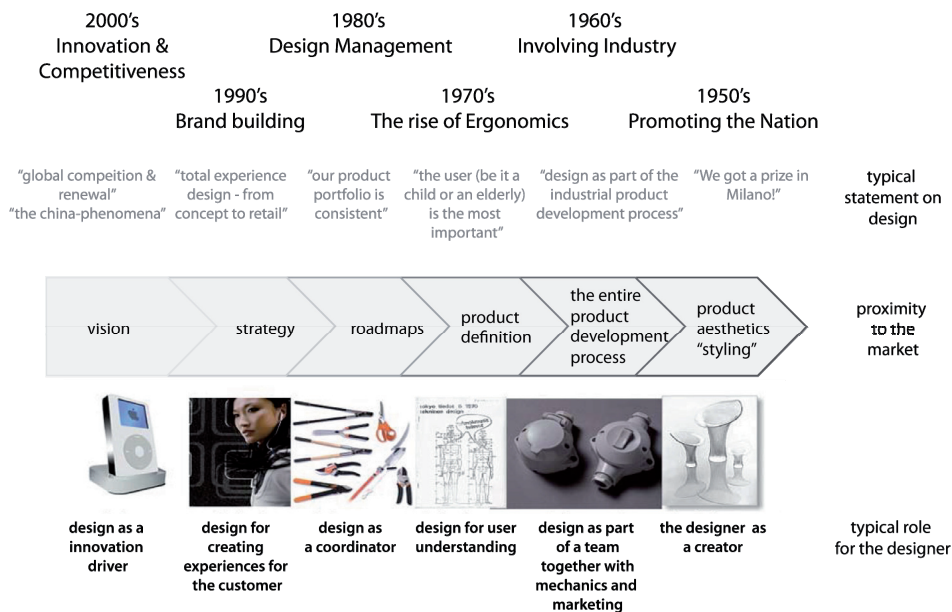 2000's
Innovation &
Competitiveness
1980's
Design Management
1960's
Involving Industry
1990's
Brand building
1970's
The rise of Ergonomics
1950's
Promoting the Nation
"global compeition &
renewal"
"the china-phenomena"
"total experience
design - from
concept to retail"
"our product
portfolio is
consistent"
"the user (be it a
child or an elderly)
is the most
important"
"design as part of the
industrial product
development process"
"We got a prize in
Milano!"
typical
statement on
design
vision
strategy
roadmaps
product
definition
the entire
product
development
process
product
aesthetics
"styling"
proximity
to the
market
design as a
innovation
driver
design for
creating
experiences for
the customer
design as
a coordinator
design for user
understanding
design as part
of a team
together with
mechanics and
marketing
the designer as
a creator
typical role
for the designer